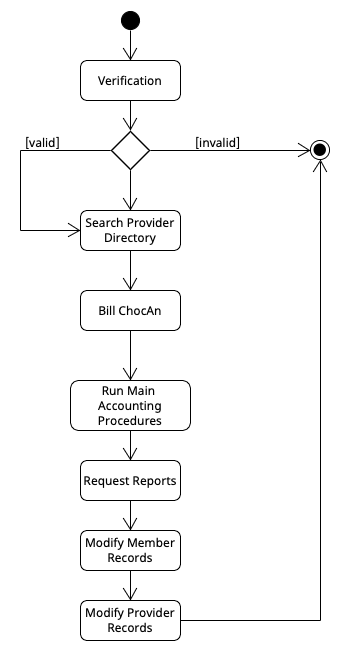 Verification
[valid]
[invalid]
Search Provider
Directory
Bill ChocAn
Run Main
Accounting
Procedures
Request Reports
Modify Member
Records
Modify Provider
Records